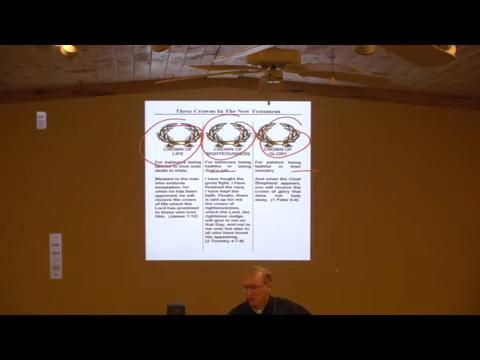 Three Crowns In The New Testament
CROWN OF
LIFE
For believers being
faithful to God unto
death in trials
Blessed is the man
who endures
temptation; for
when he has been
approved, he will
receive the crown
of life which the
Lord has promised
to those who love
Him. (James 1:12)
CROWN OF
RIGHTEOUSNESS
For believers being
faithful in doing
God's will
I have fought the
good fight, I have
finished the race,
I have kept the
faith. Finally, there
is laid up for me
the crown of
righteousness,
which the Lord, the
righteous Judge,
will give to me on
that Day, and not to
me only but also to
all who have loved
His appearing.
(2 Timothy 4:7-8)
CROWN OF
GLORY
For pastors being
faithful in their
ministry.
And when the Chief
Shepherd appears,
you will receive the
crown of glory that
does not fade
away. (1 Peter 5:4)